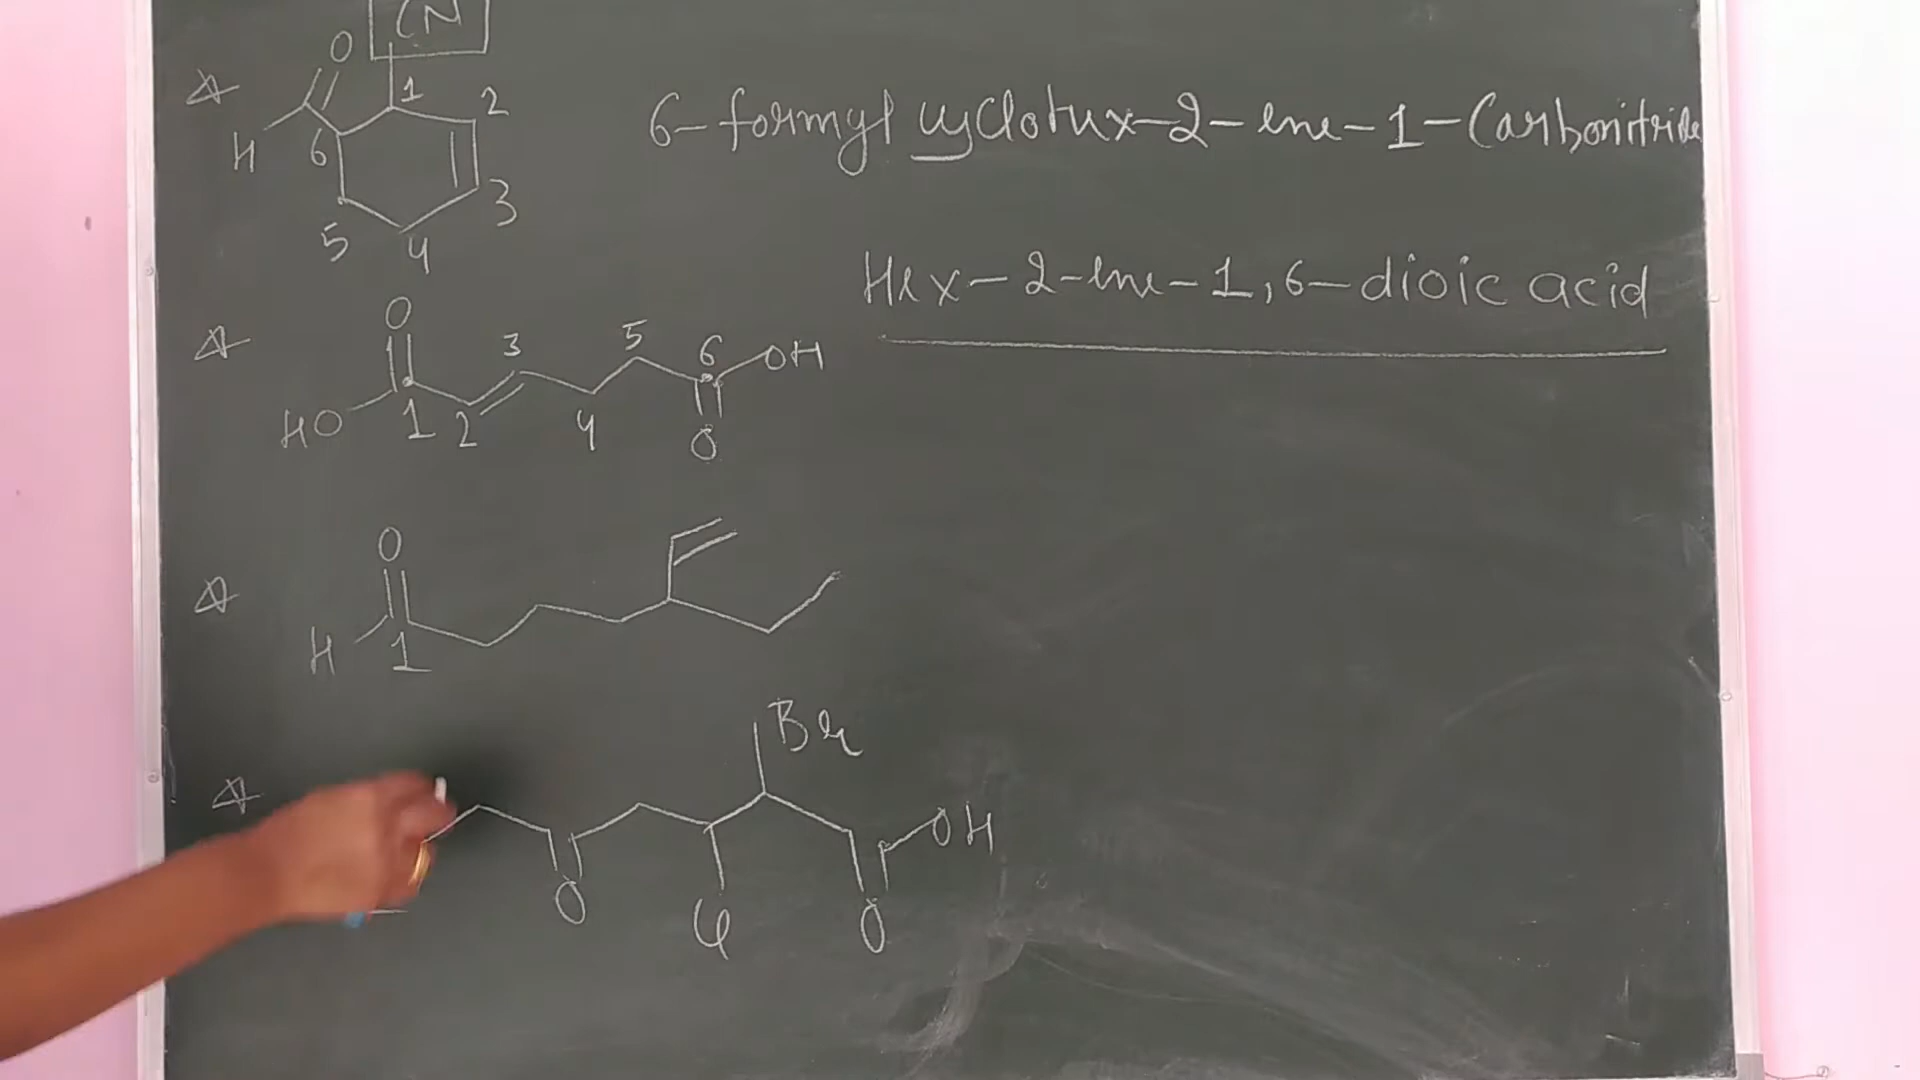 CN
O
1
2
H
6
6-formyl cyclohex-2-ene-1-Carbonitrile
3
5
4
Hex-2-ene-1,6-dioic acid
O
3
5
6
OH
HO
1
2
4
O
O
H
1
Br
OH
O
Cl
O